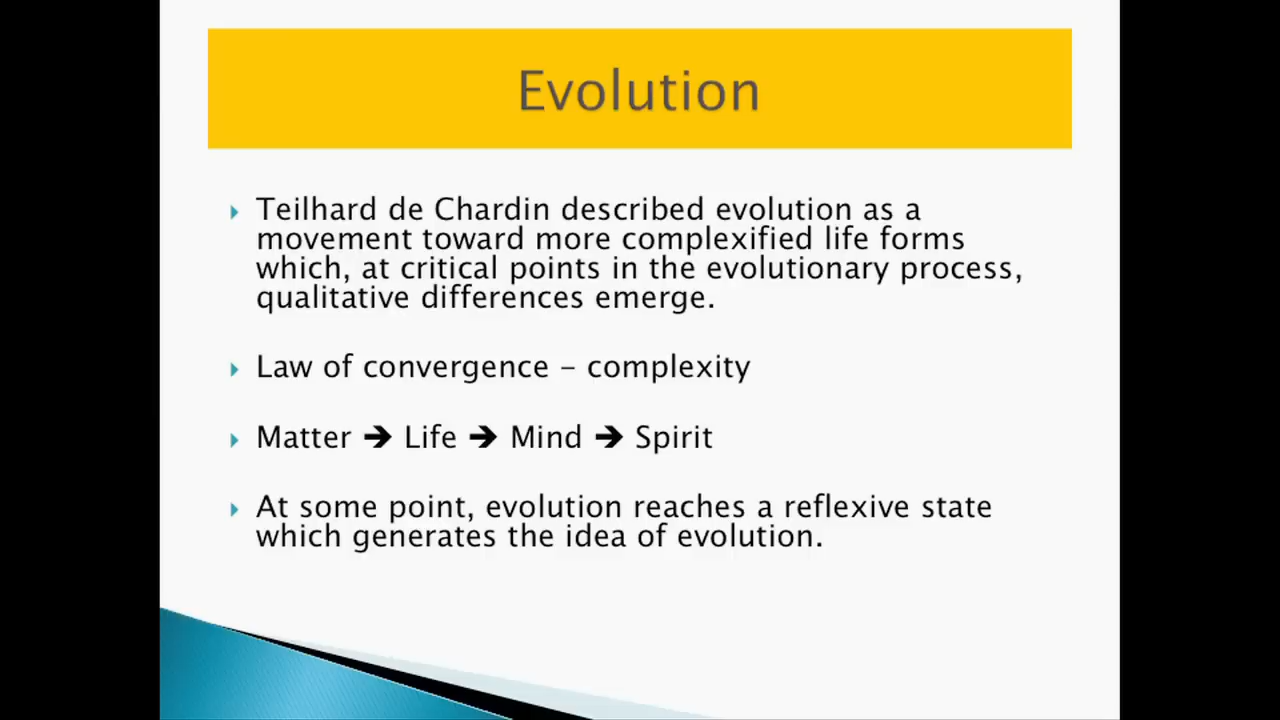 Evolution
Teilhard de Chardin described evolution as a
movement toward more complexified life forms
which, at critical points in the evolutionary process,
qualitative differences emerge.
Law of convergence – complexity
Matter ➔ Life ➔ Mind ➔ Spirit
At some point, evolution reaches a reflexive state
which generates the idea of evolution.